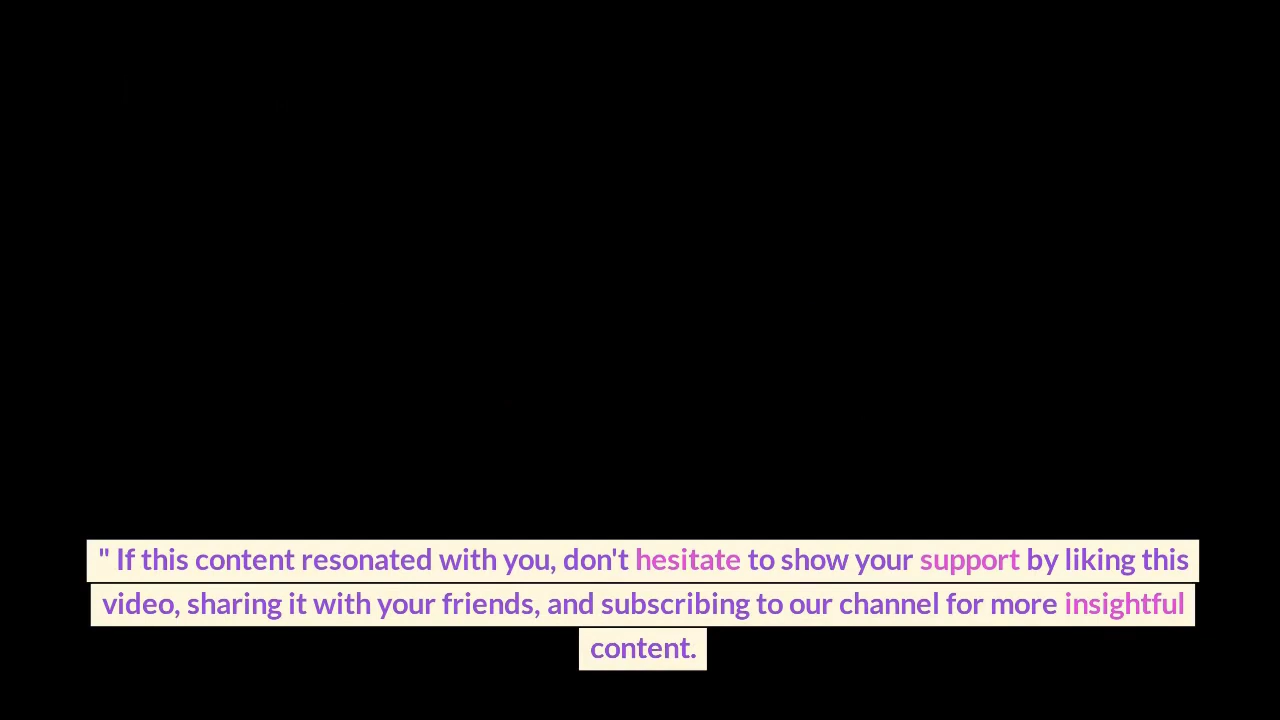 " If this content resonated with you, don't hesitate to show your support by liking this
video, sharing it with your friends, and subscribing to our channel for more insightful
content.